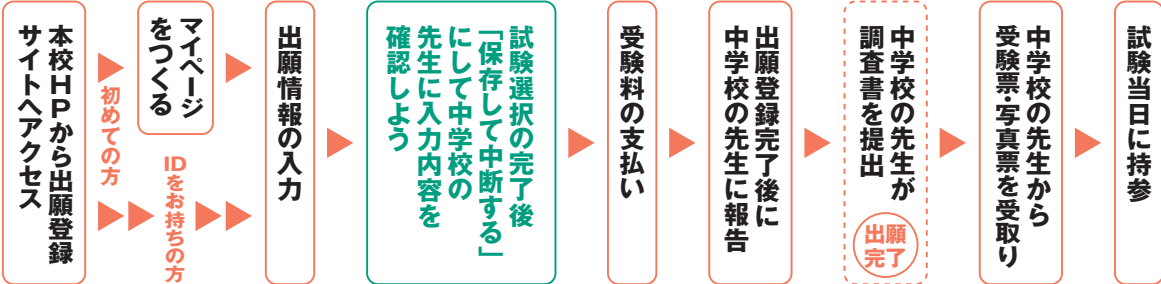 本校HPから出願登録
サイトへアクセス
初めての方
マイページ
をつくる
IDをお持ちの方
出願情報の入力
試験選択の完了後
「保存して中断する」
にして中学校の
先生に入力内容を
確認しよう
受験料の支払い
出願登録完了後に
中学校の先生に報告
中学校の先生が
調査書を提出
出願
完了
中学校の先生から
受験票・写真票を受取り
試験当日に持参